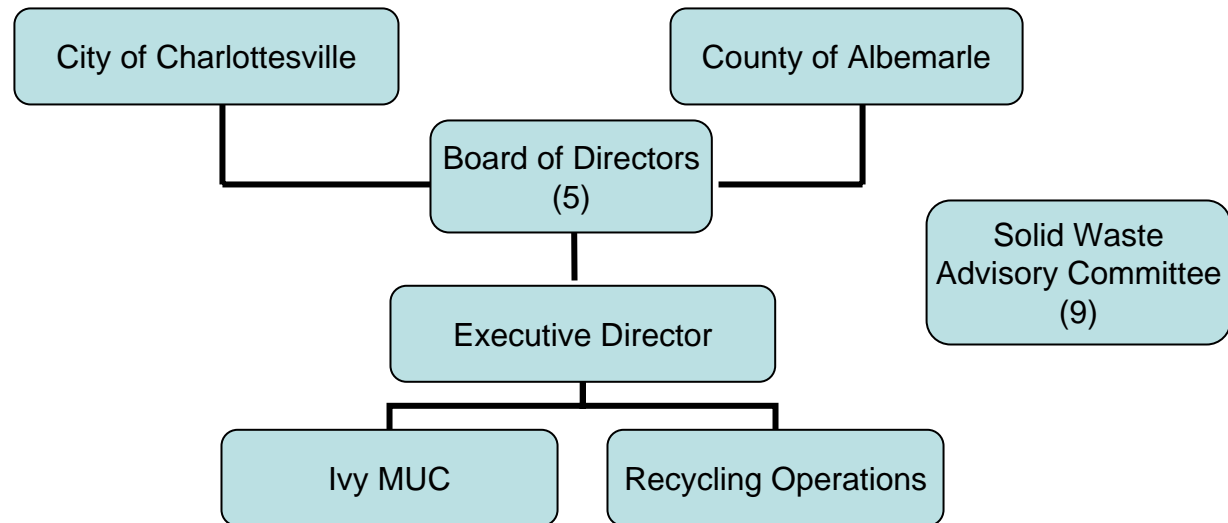 City of Charlottesville
County of Albemarle
Board of Directors
(5)
Solid Waste
Advisory Committee
(9)
Executive Director
Ivy MUC
Recycling Operations